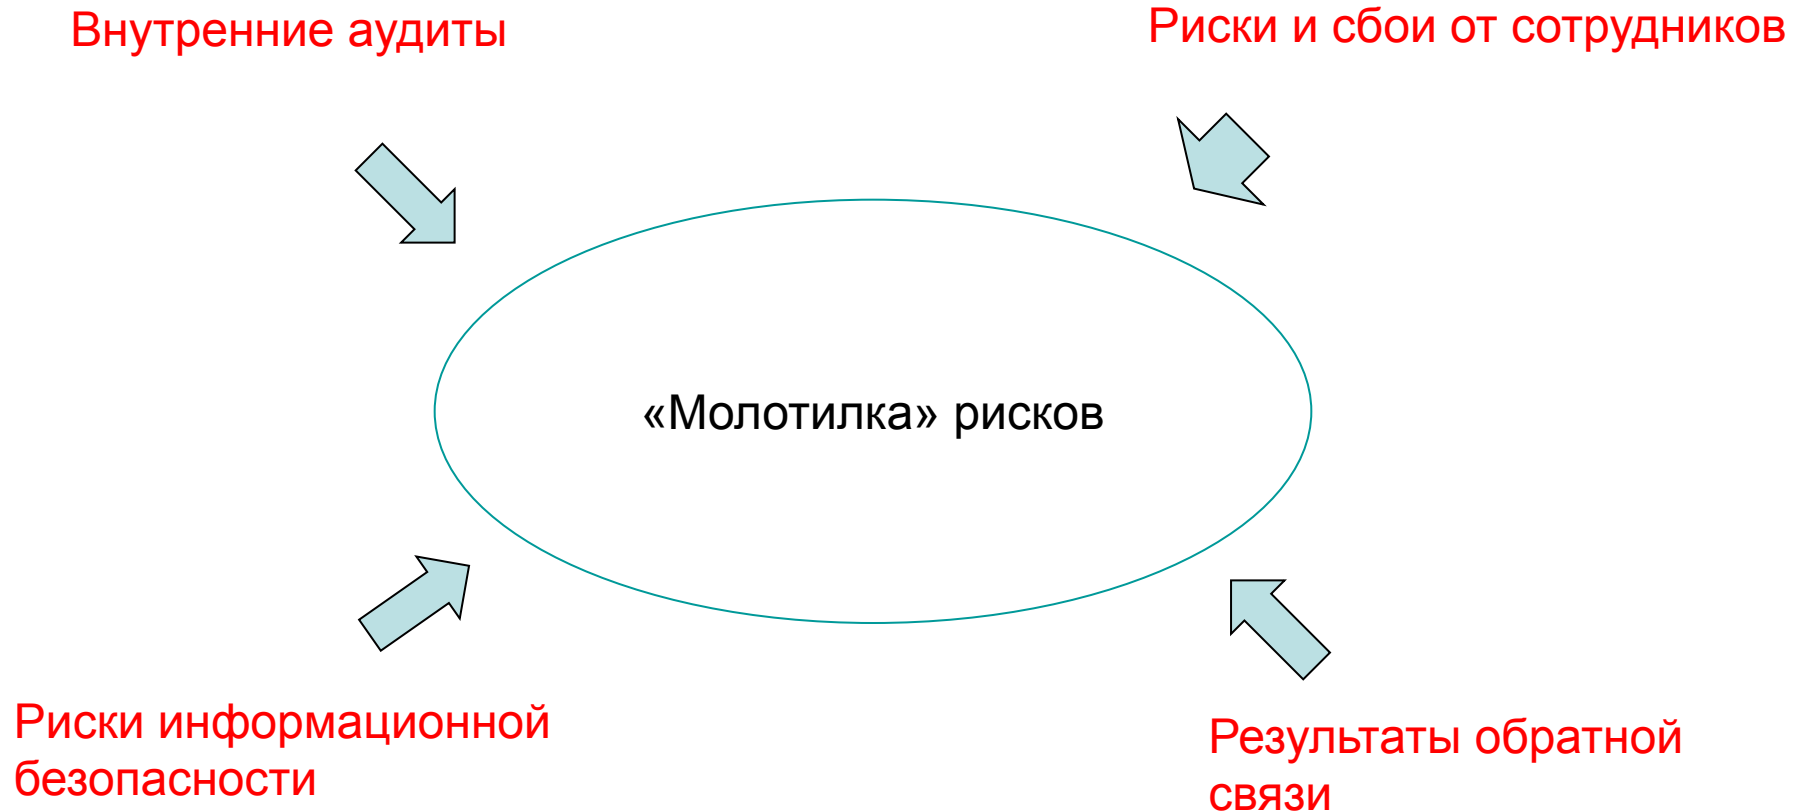 Внутренние аудиты
Риски и сбои от сотрудников
«Молотилка» рисков
Риски информационной
безопасности
Результаты обратной
связи